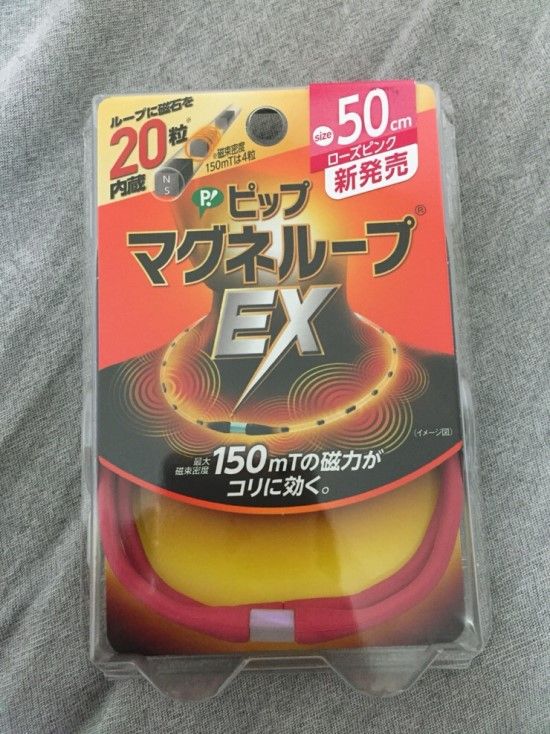 ループに磁石を
20粒※
内蔵
※磁束密度
150mTは4粒
N
S
size 50cm
ローズピンク
新発売
P! ピップ
マグネループ®
EX
(イメージ図)
最大
磁束密度 150mTの磁力が
コリに効く。